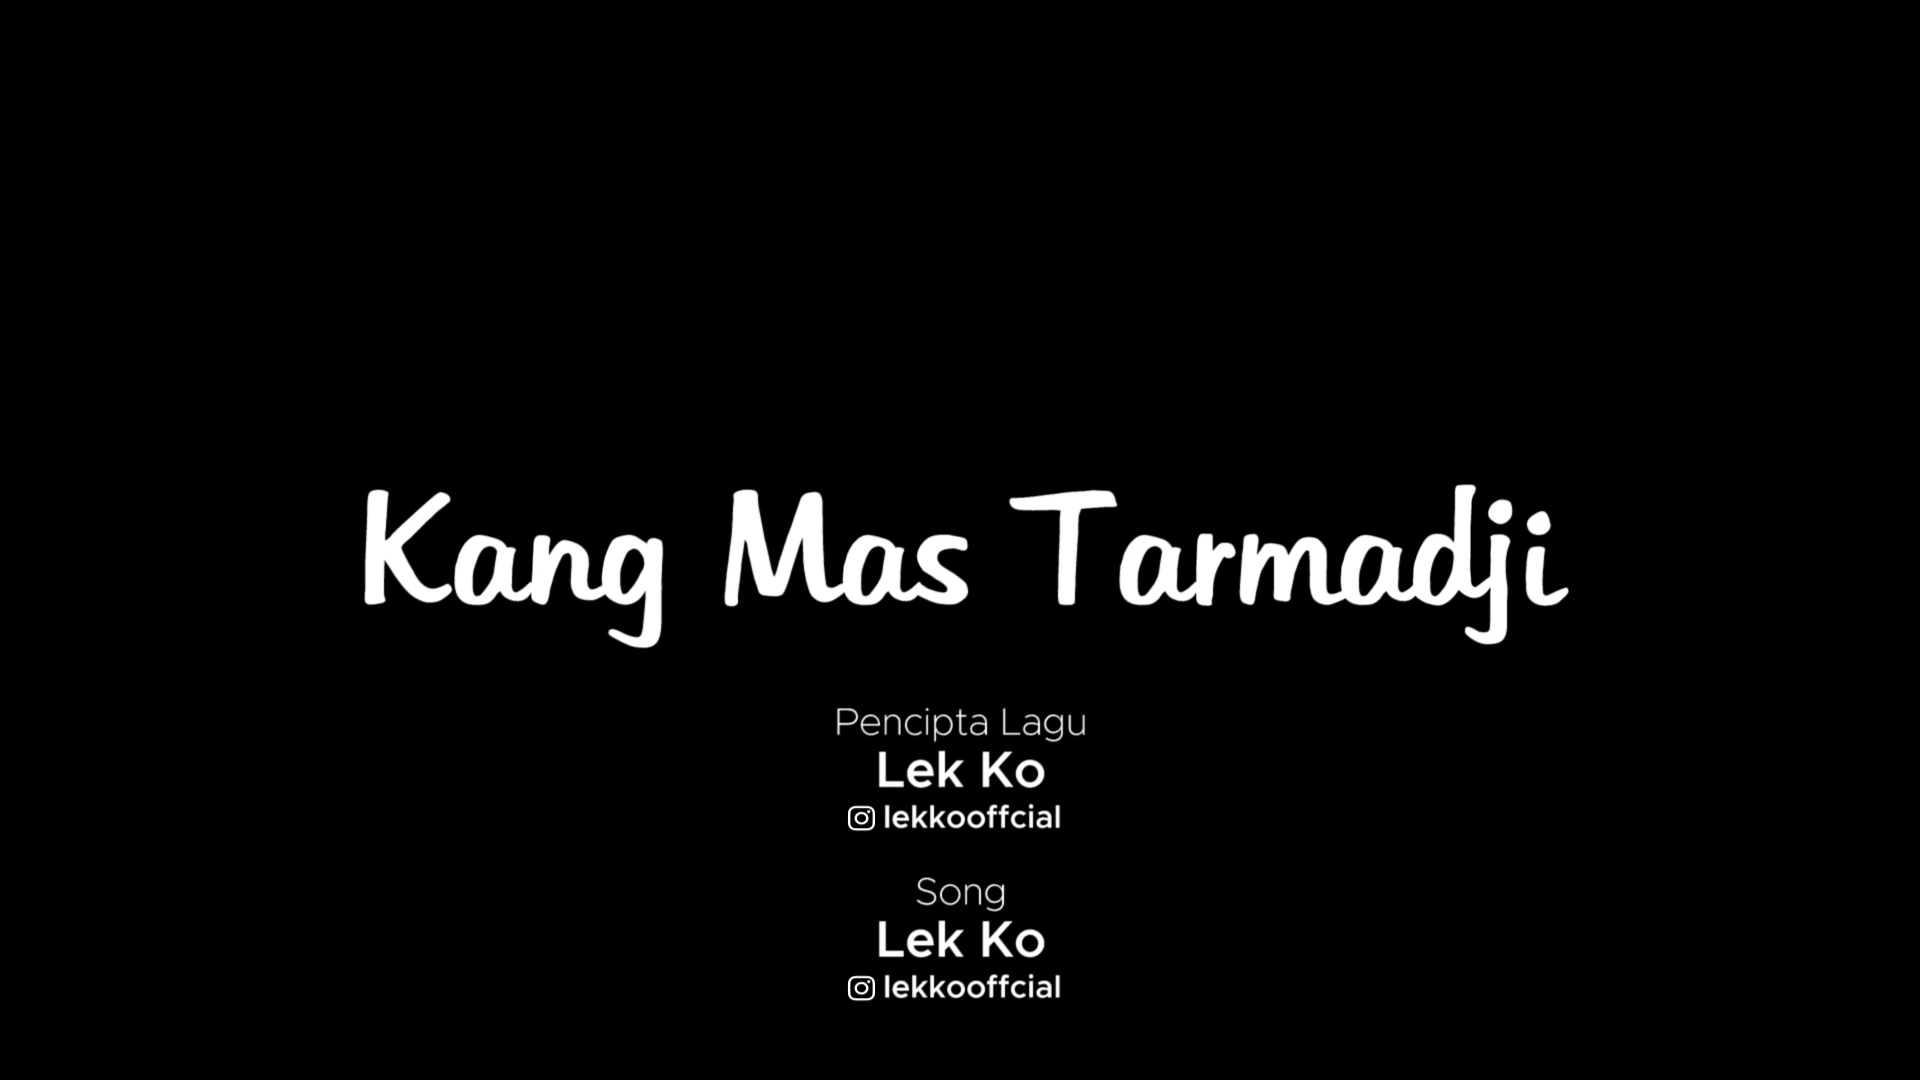 Kang Mas Tarmadji
Pencipta Lagu
Lek Ko
lekkooffcial
Song
Lek Ko
lekkooffcial